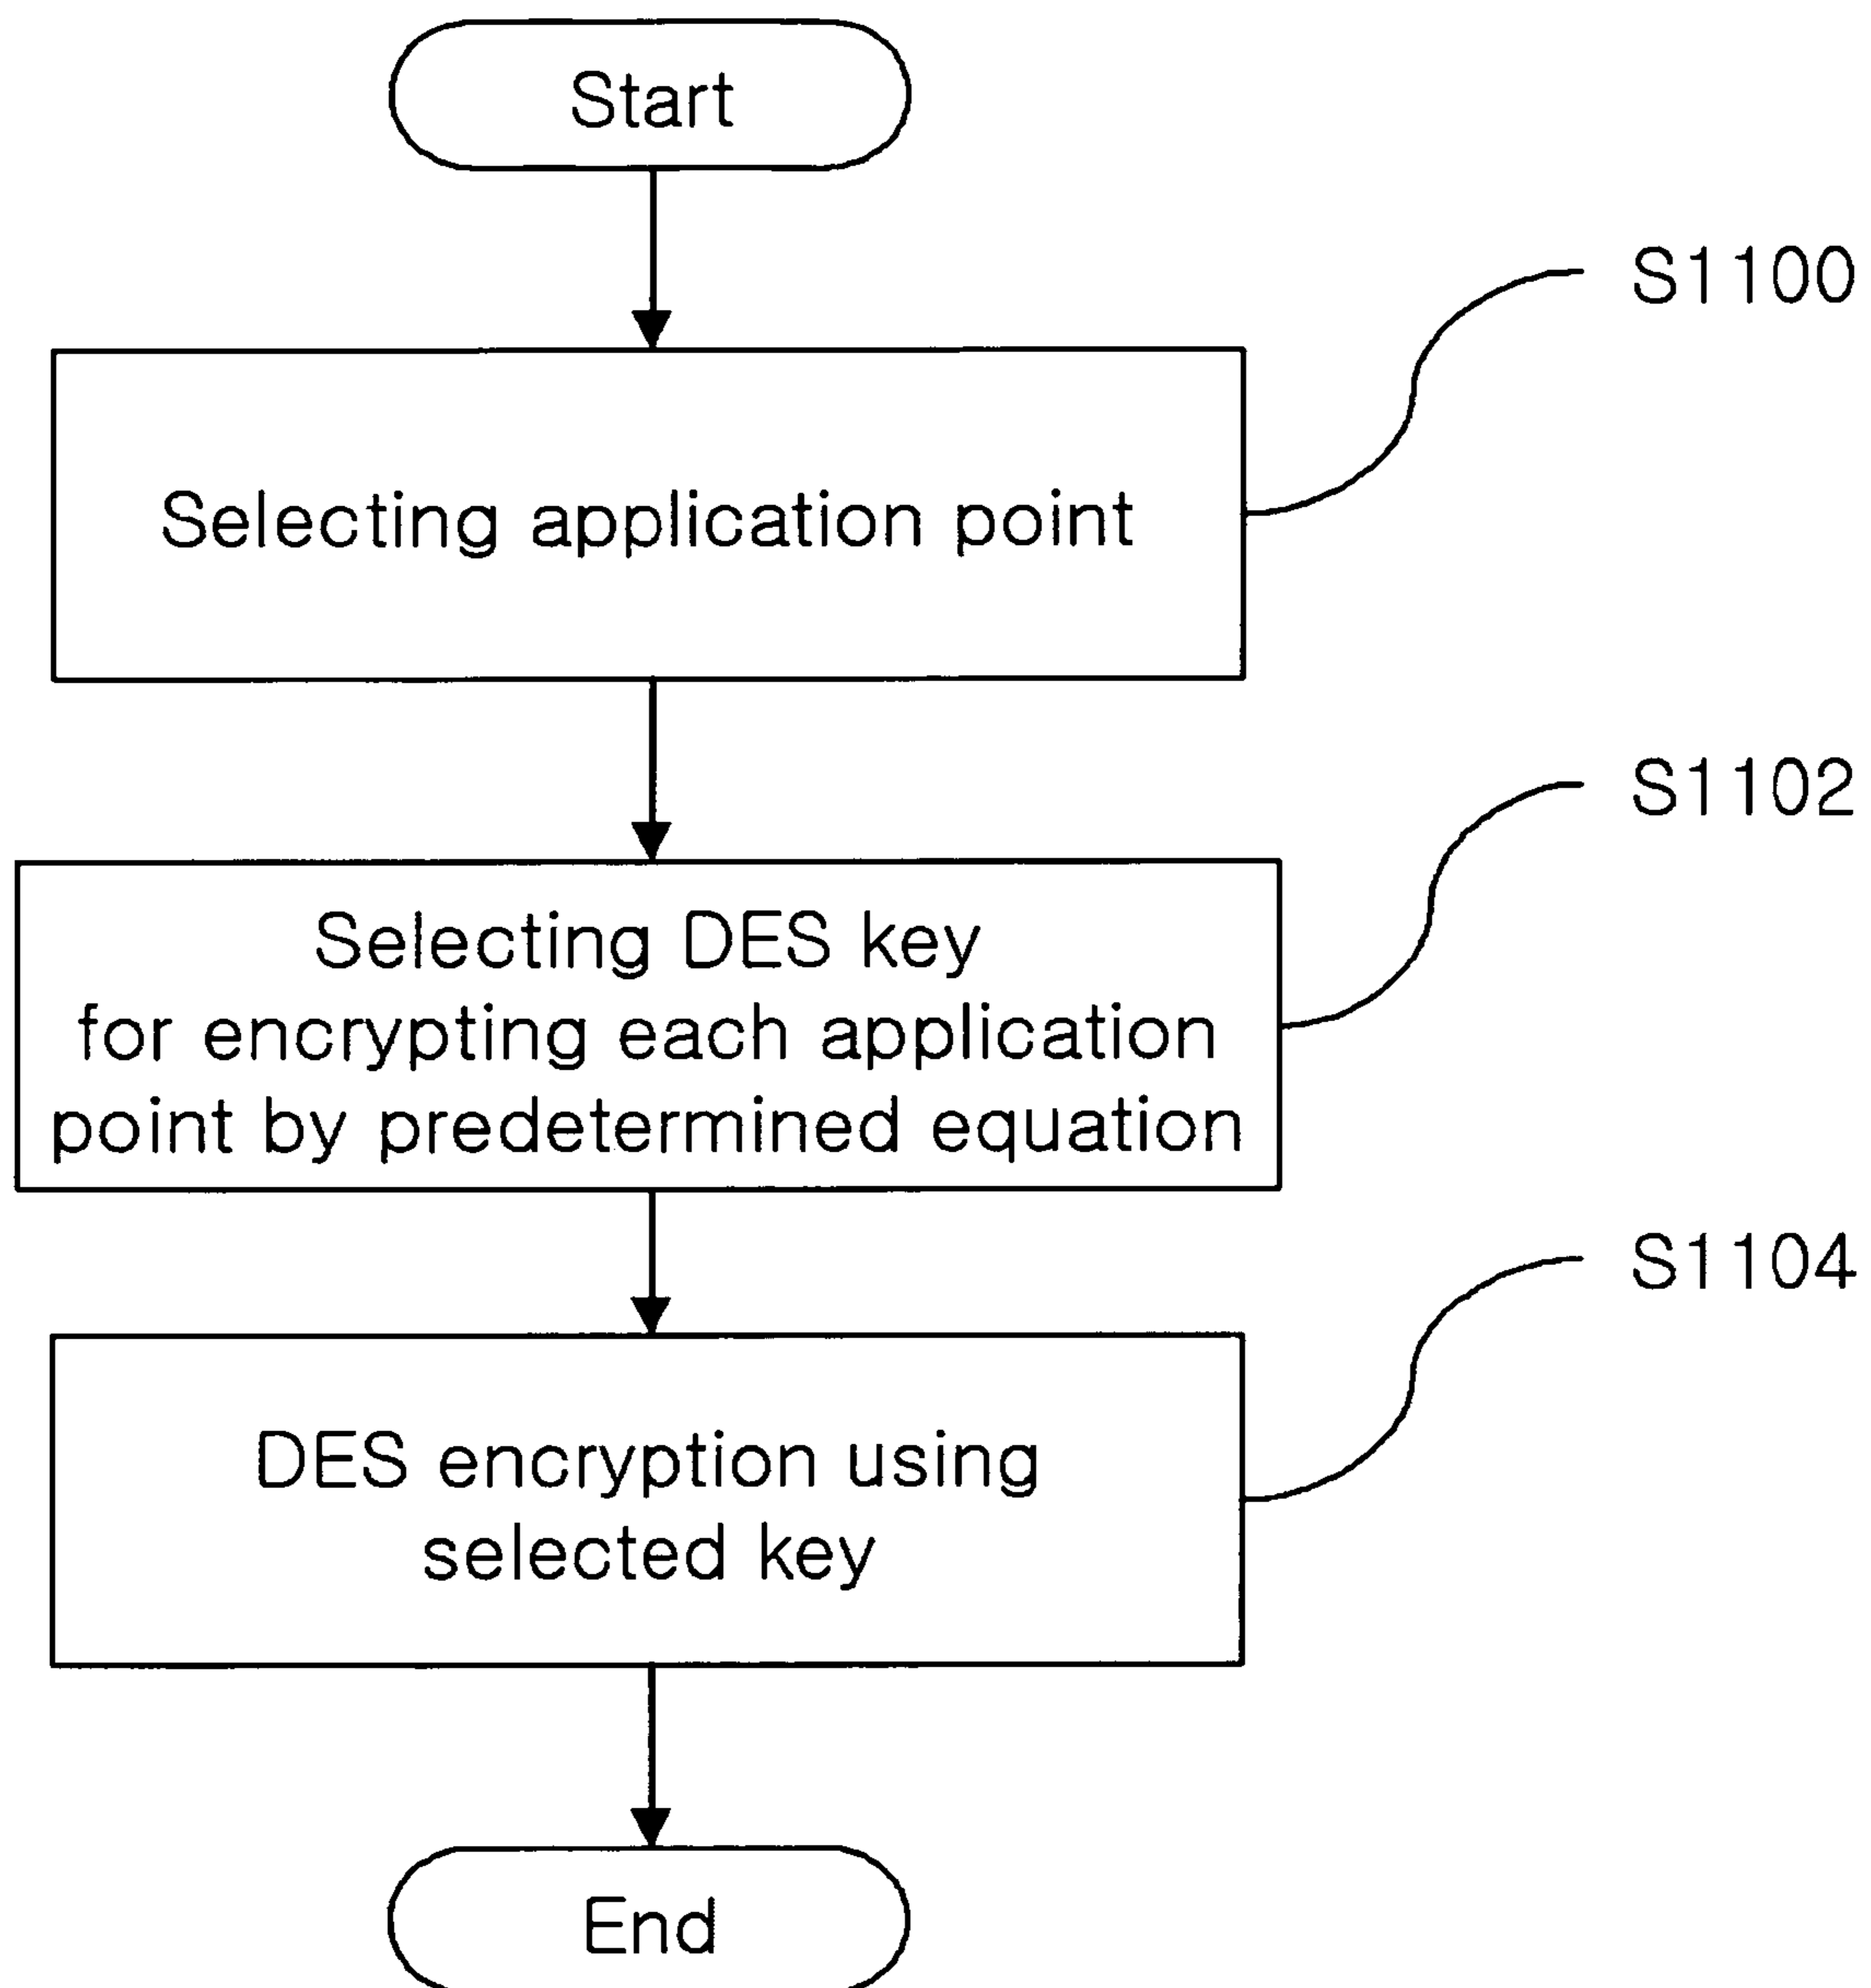 Start
S1100
Selecting application point
S1102
Selecting DES key
for encrypting each application
point by predetermined equation
S1104
DES encryption using
selected key
End